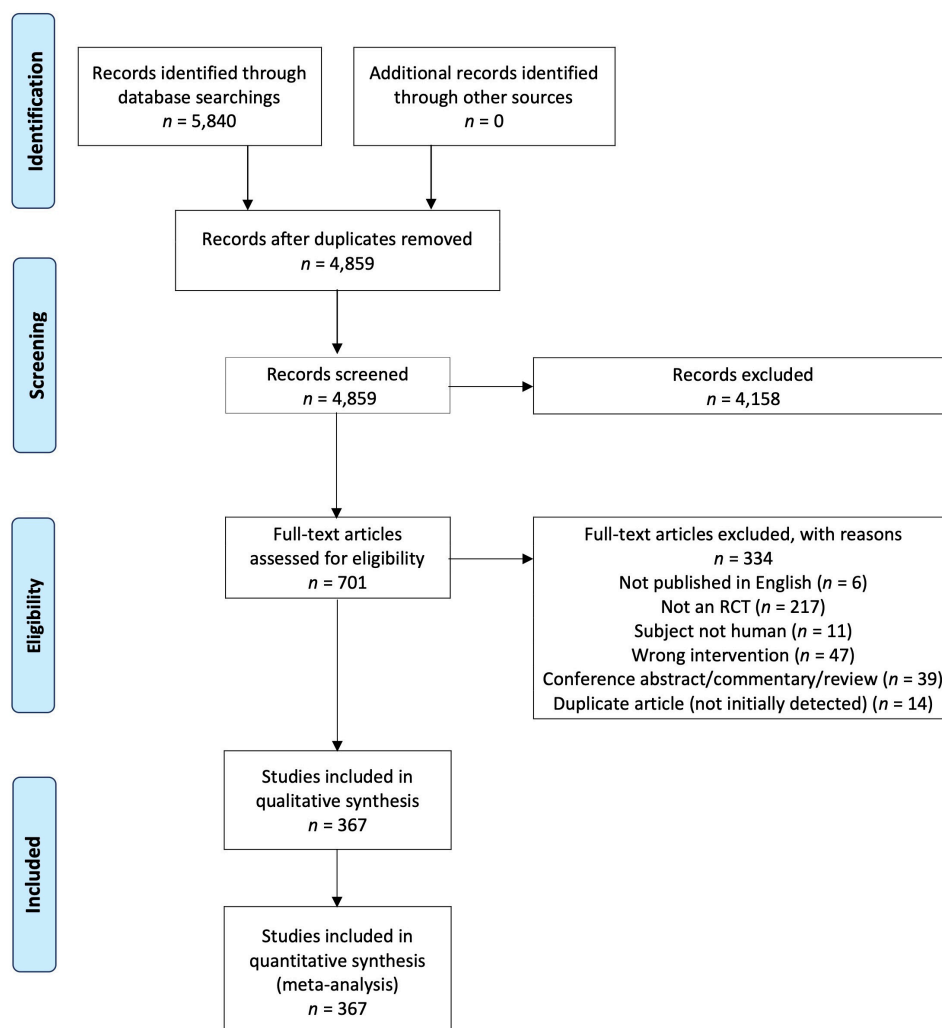 Identification
Records identified through
database searchings
n = 5,840
Additional records identified
through other sources
n = 0
Records after duplicates removed
n = 4,859
Screening
Records screened
n = 4,859
Records excluded
n = 4,158
Eligibility
Full-text articles
assessed for eligibility
n = 701
Full-text articles excluded, with reasons
n = 334
Not published in English (n = 6)
Not an RCT (n = 217)
Subject not human (n = 11)
Wrong intervention (n = 47)
Conference abstract/commentary/review (n = 39)
Duplicate article (not initially detected) (n = 14)
Included
Studies included in
qualitative synthesis
n = 367
Studies included in
quantitative synthesis
(meta-analysis)
n = 367